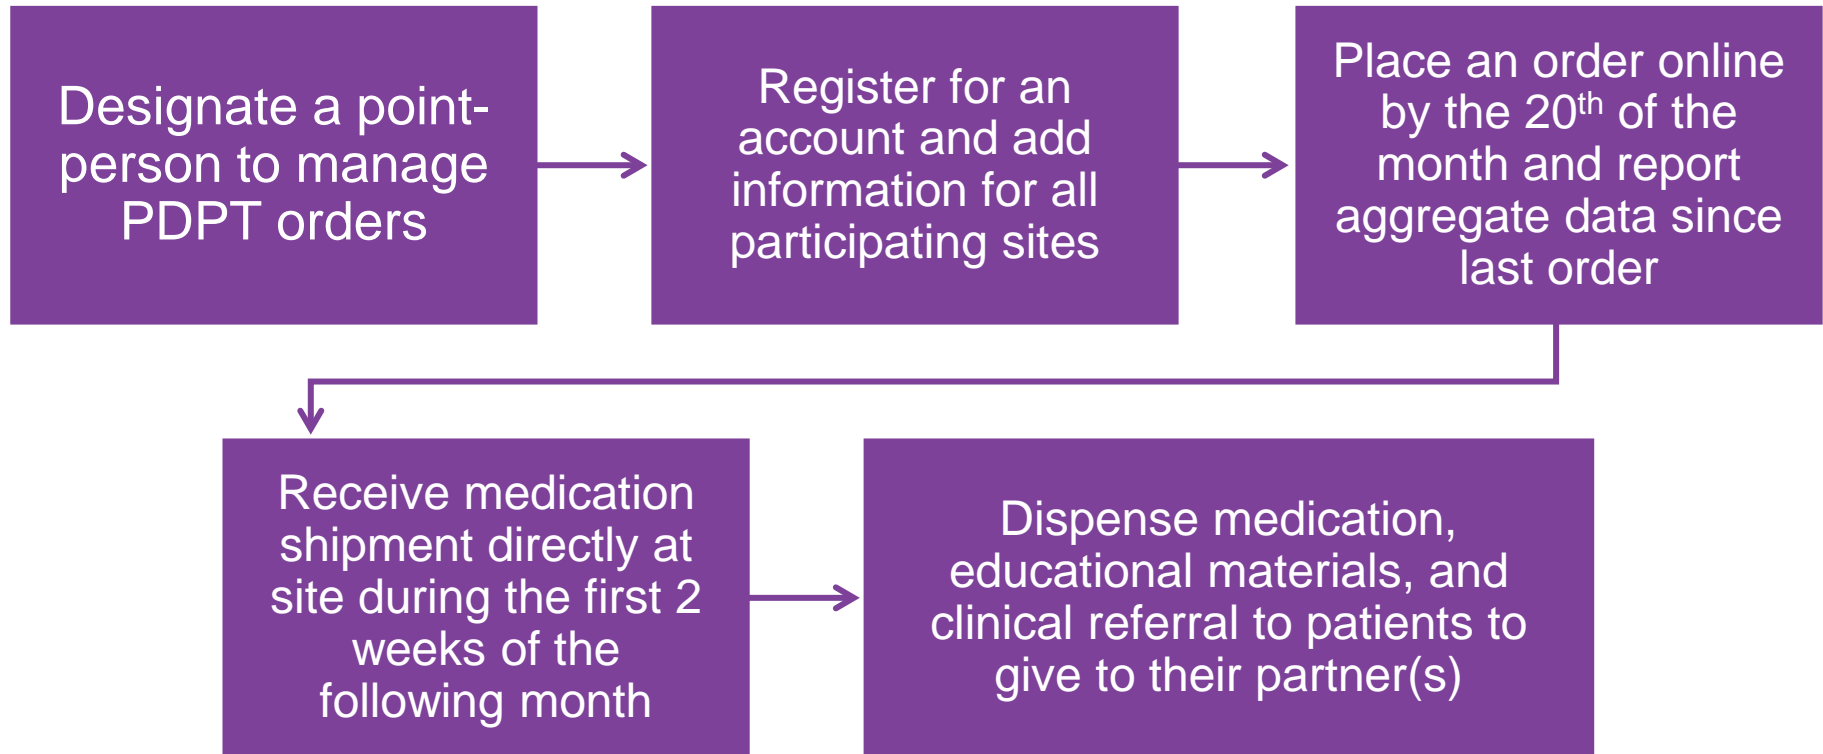 Designate a point-
person to manage
PDPT orders
Register for an
account and add
information for all
participating sites
Place an order online
by the 20th of the
month and report
aggregate data since
last order
Receive medication
shipment directly at
site during the first 2
weeks of the
following month
Dispense medication,
educational materials, and
clinical referral to patients to
give to their partner(s)